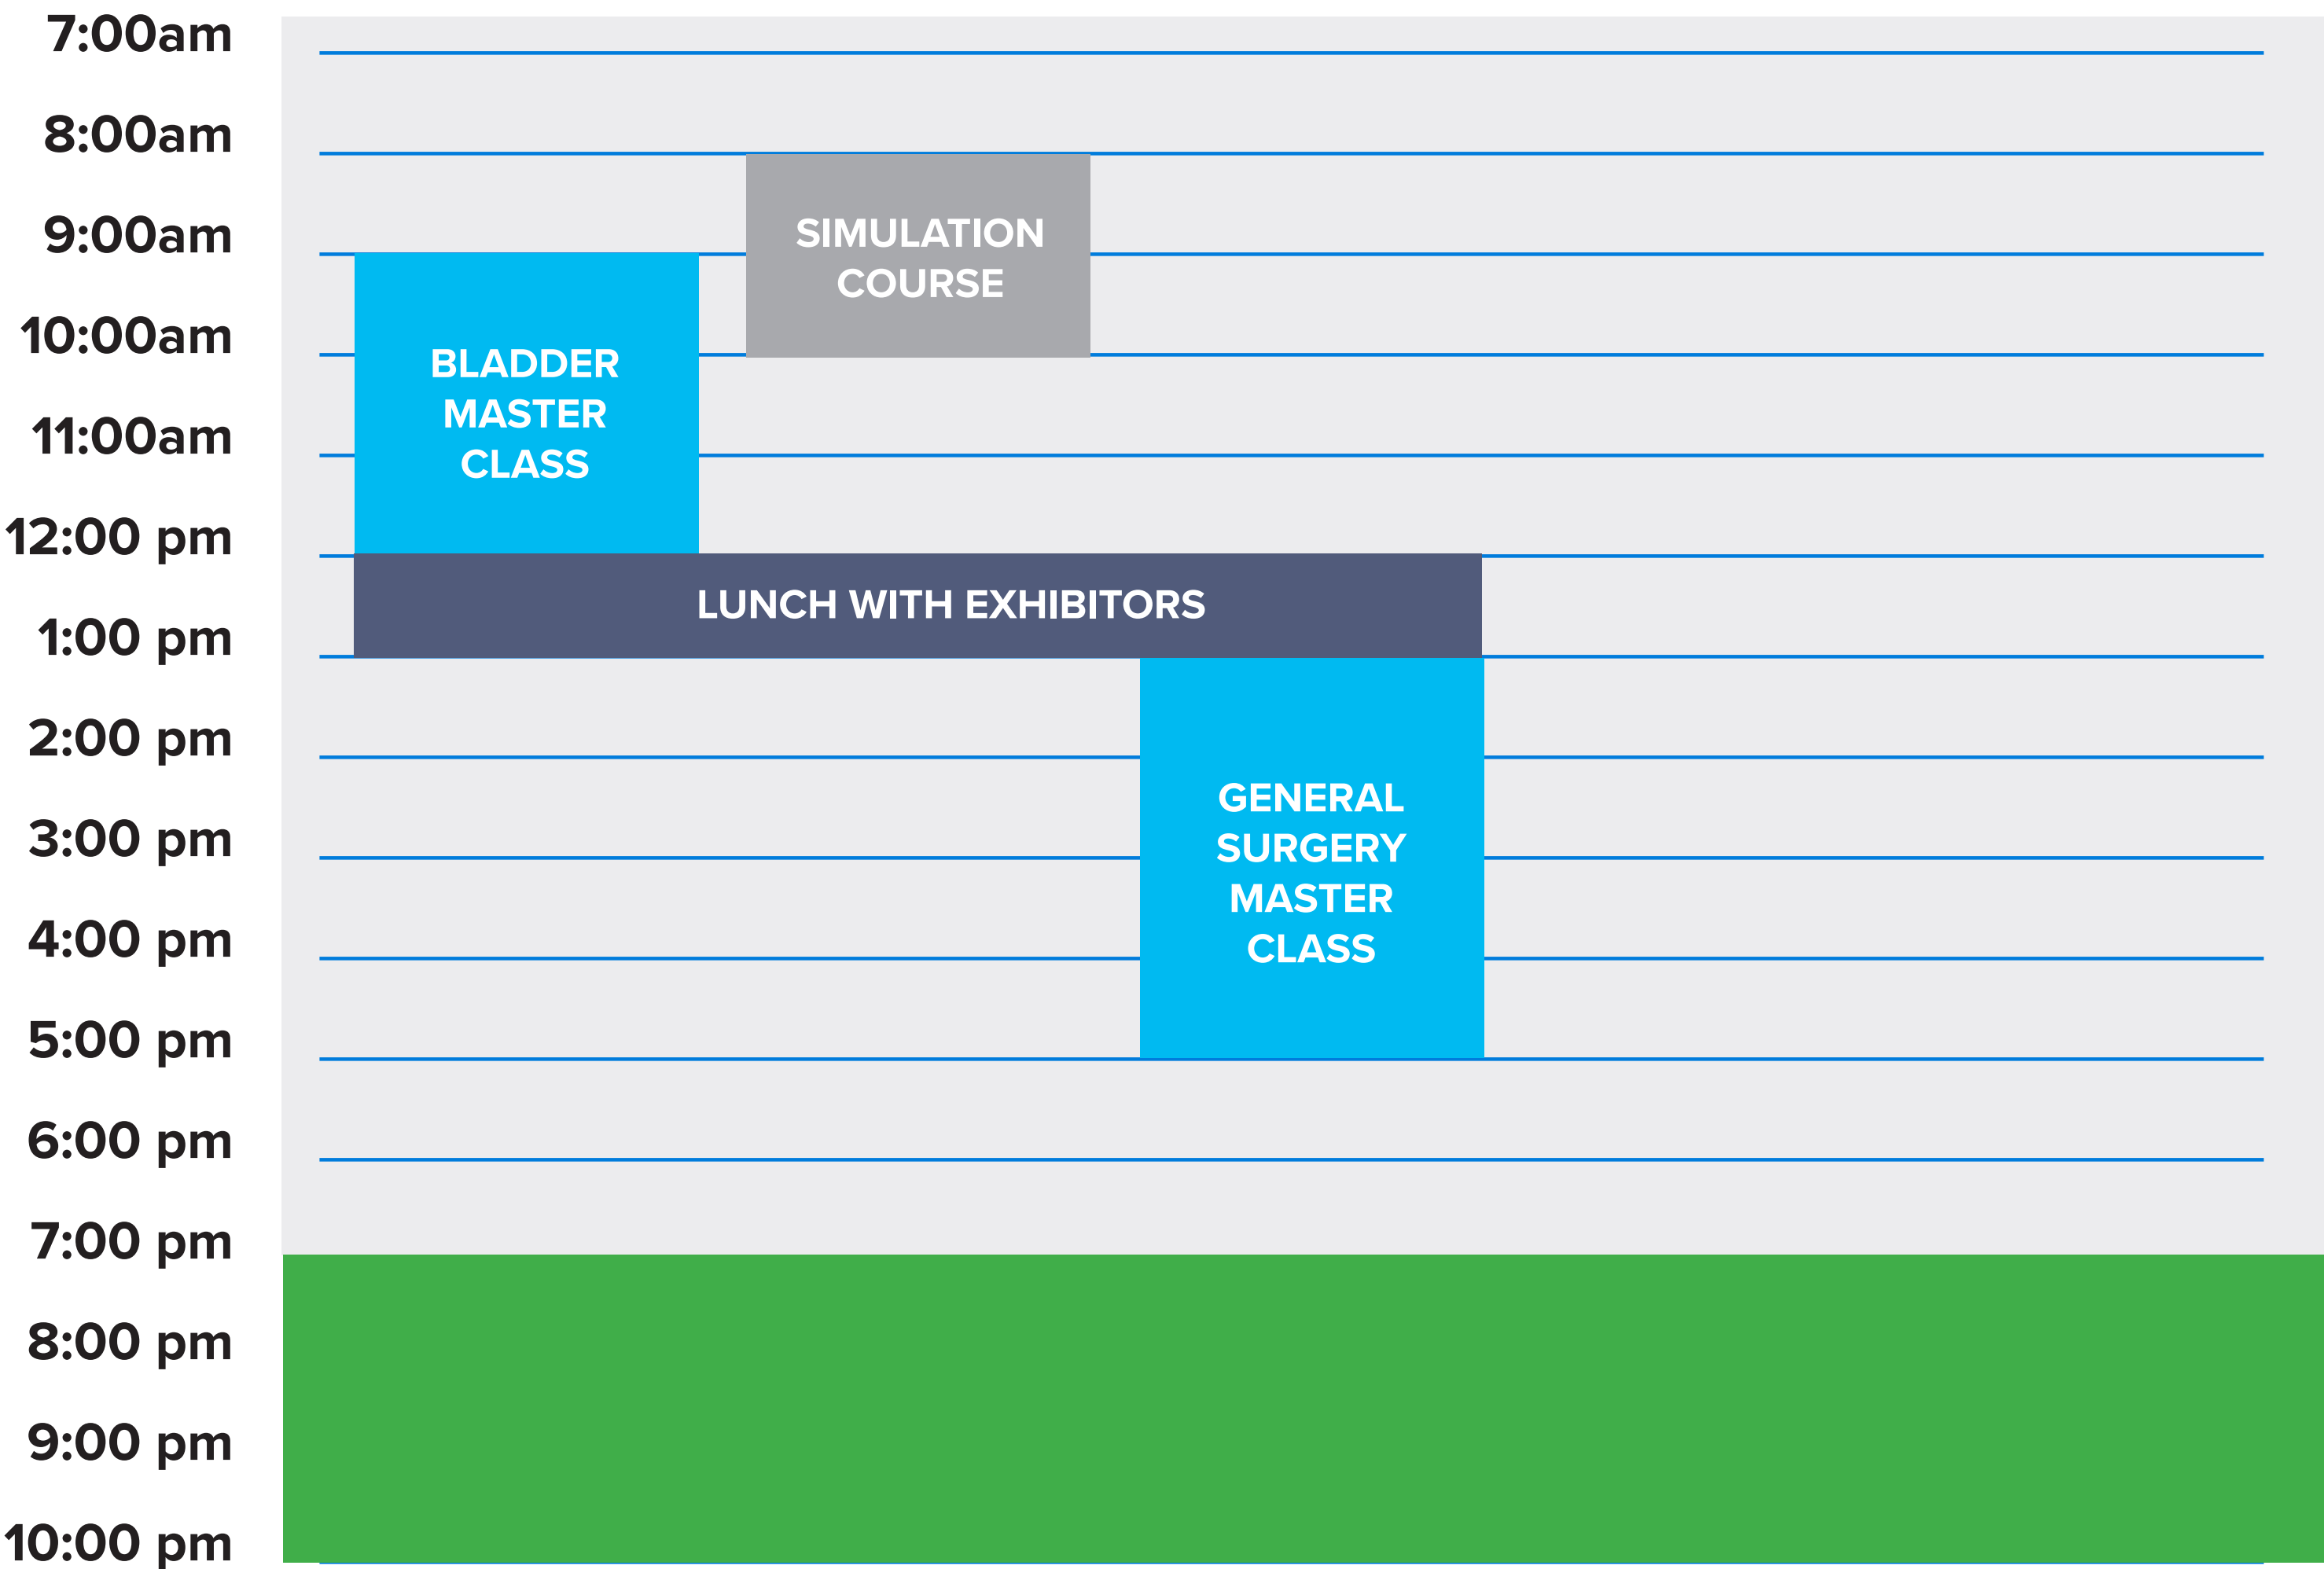 7:00am
8:00am
SIMULATION
COURSE
9:00am
10:00am
BLADDER
MASTER
CLASS
11:00am
12:00 pm
LUNCH WITH EXHIBITORS
1:00 pm
2:00 pm
GENERAL
SURGERY
MASTER
CLASS
3:00 pm
4:00 pm
5:00 pm
6:00 pm
7:00 pm
8:00 pm
9:00 pm
10:00 pm